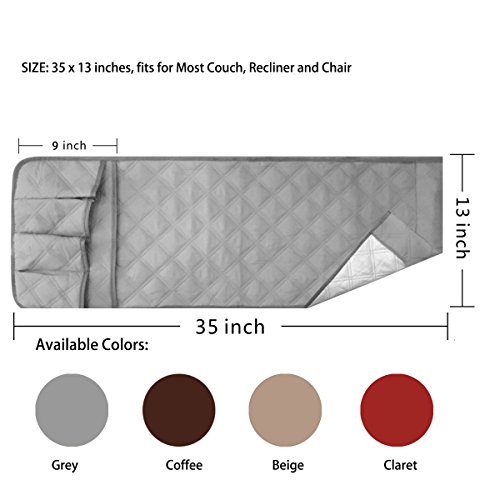 SIZE: 35 x 13 inches, fits for Most Couch, Recliner and Chair
9 inch
13 inch
35 inch
Available Colors:
Grey
Coffee
Beige
Claret